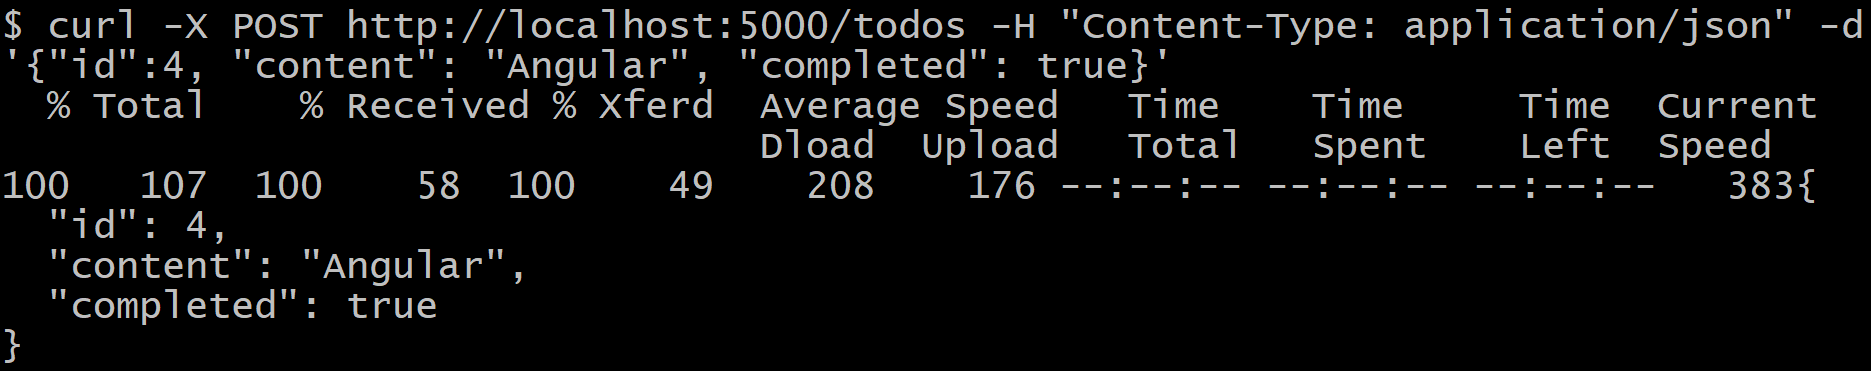 $ curl -X POST http://localhost:5000/todos -H "Content-Type: application/json" -d
'{"id":4, "content": "Angular", "completed": true}'
  % Total    % Received % Xferd  Average Speed   Time    Time     Time  Current
                                 Dload  Upload   Total   Spent    Left  Speed
100   107  100    58  100    49    208    176 --:--:-- --:--:-- --:--:--   383{
  "id": 4,
  "content": "Angular",
  "completed": true
}